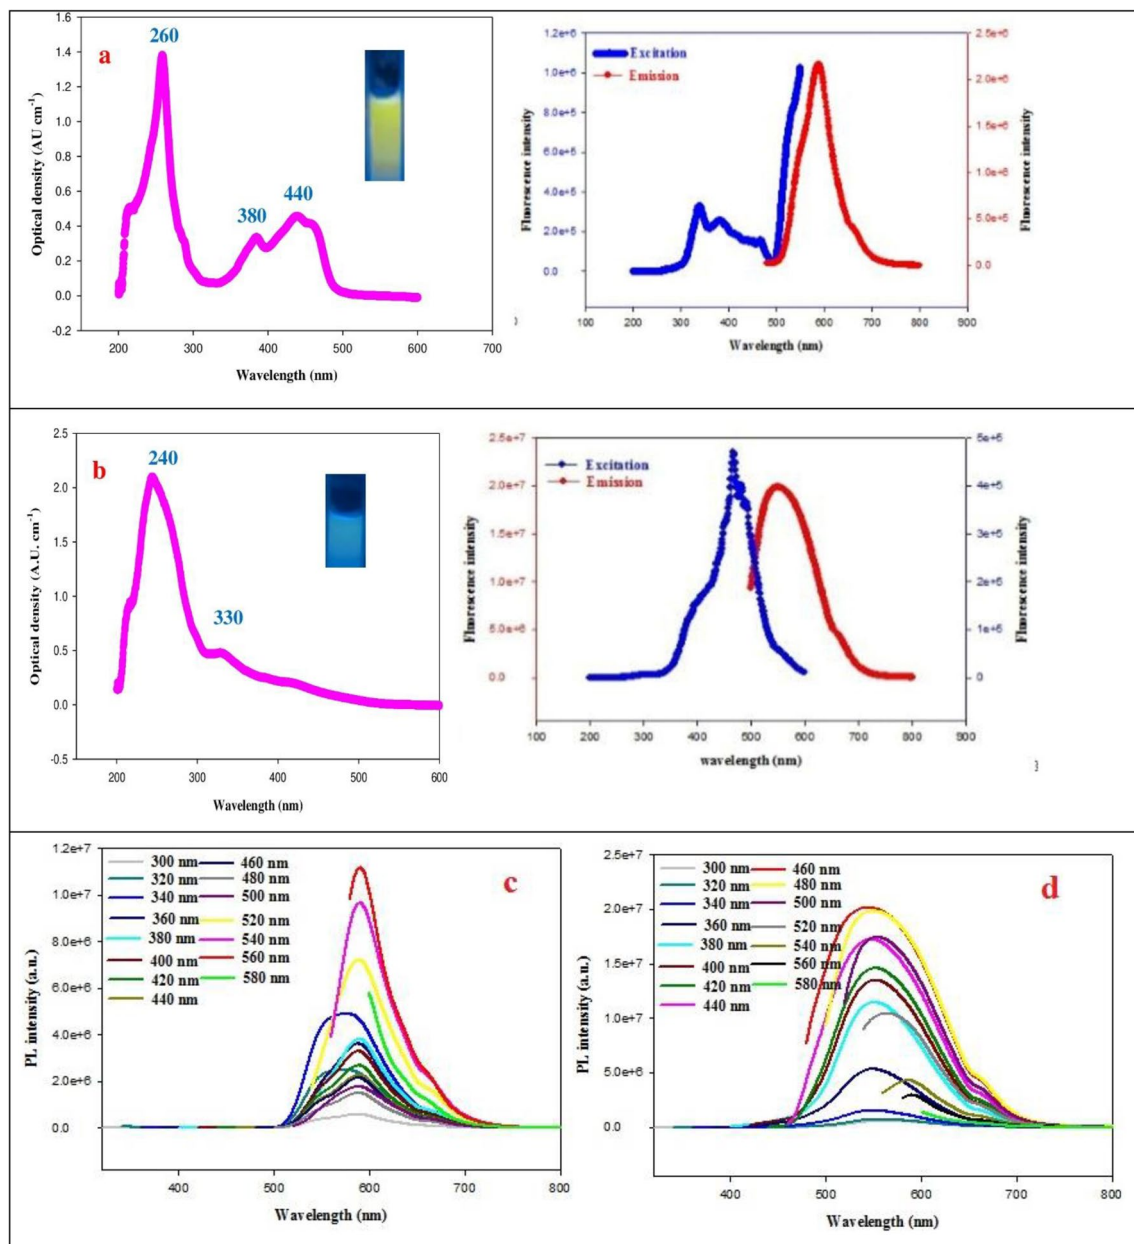 a
260
380
440
Optical density (AU cm-1)
1.6
1.4
1.2
1.0
0.8
0.6
0.4
0.2
0.0
-0.2
200 300 400 500 600 700
Wavelength (nm)
Excitation
Emission
Fluorescence intensity
1.2e+6
1.0e+6
8.0e+5
6.0e+5
4.0e+5
2.0e+5
0.0
2.5e+6
2.0e+6
1.5e+6
1.0e+6
5.0e+5
0.0
Fluorescence intensity
100 200 300 400 500 600 700 800 900
Wavelength (nm)
b
240
330
Optical density (A.U. cm-1)
2.5
2.0
1.5
1.0
0.5
0.0
-0.5
200 300 400 500 600
Wavelength (nm)
Excitation
Emission
Fluorescence intensity
2.5e+7
2.0e+7
1.5e+7
1.0e+7
5.0e+6
0.0
5e+5
4e+5
3e+5
2e+5
1e+5
0
Fluorescence intensity
100 200 300 400 500 600 700 800 900
wavelength (nm)
c
PL intensity (a.u.)
1.2e+7
1.0e+7
8.0e+6
6.0e+6
4.0e+6
2.0e+6
0.0
300 nm 460 nm
320 nm 480 nm
340 nm 500 nm
360 nm 520 nm
380 nm 540 nm
400 nm 560 nm
420 nm 580 nm
440 nm
400 500 600 700 800
Wavelength (nm)
d
PL intensity (a.u.)
2.5e+7
2.0e+7
1.5e+7
1.0e+7
5.0e+6
0.0
300 nm 460 nm
320 nm 480 nm
340 nm 500 nm
360 nm 520 nm
380 nm 540 nm
400 nm 560 nm
420 nm 580 nm
440 nm
400 500 600 700 800
Wavelength (nm)